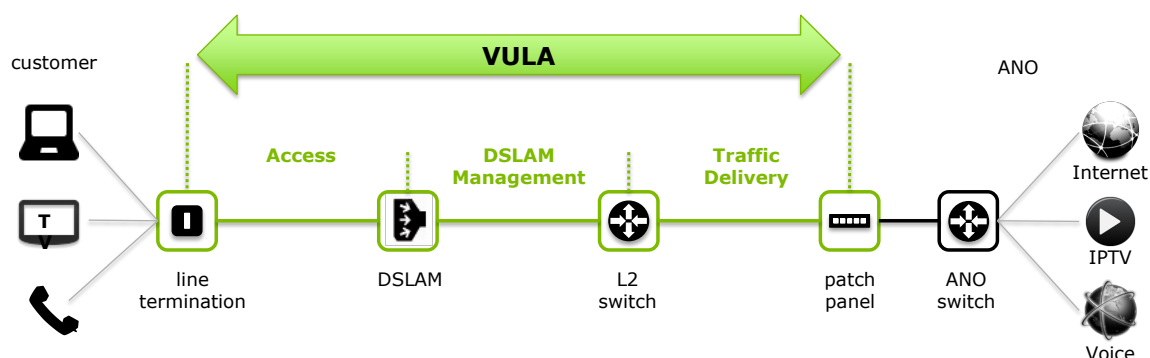 VULA
customer
ANO
Access
DSLAM
Management
Traffic
Delivery
Internet
T
V
IPTV
line
termination
DSLAM
L2
switch
patch
panel
ANO
switch
Voice